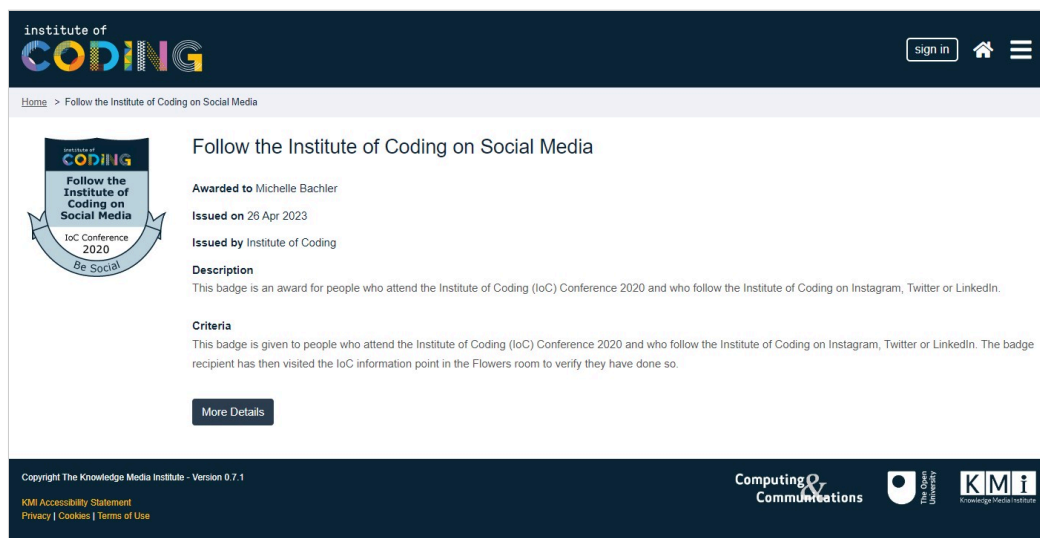 institute of
CODING
sign in
Home > Follow the Institute of Coding on Social Media
institute of
CODING
Follow the
Institute of
Coding on
Social Media
IoC Conference
2020
Be Social
Follow the Institute of Coding on Social Media
Awarded to Michelle Bachler
Issued on 26 Apr 2023
Issued by Institute of Coding
Description
This badge is an award for people who attend the Institute of Coding (IoC) Conference 2020 and who follow the Institute of Coding on Instagram, Twitter or LinkedIn.
Criteria
This badge is given to people who attend the Institute of Coding (IoC) Conference 2020 and who follow the Institute of Coding on Instagram, Twitter or LinkedIn. The badge
recipient has then visited the IoC information point in the Flowers room to verify they have done so.
More Details
Copyright The Knowledge Media Institute - Version 0.7.1
KMI Accessibility Statement
Privacy | Cookies | Terms of Use
Computing &
Communications
The Open
University
KMi
Knowledge Media Institute